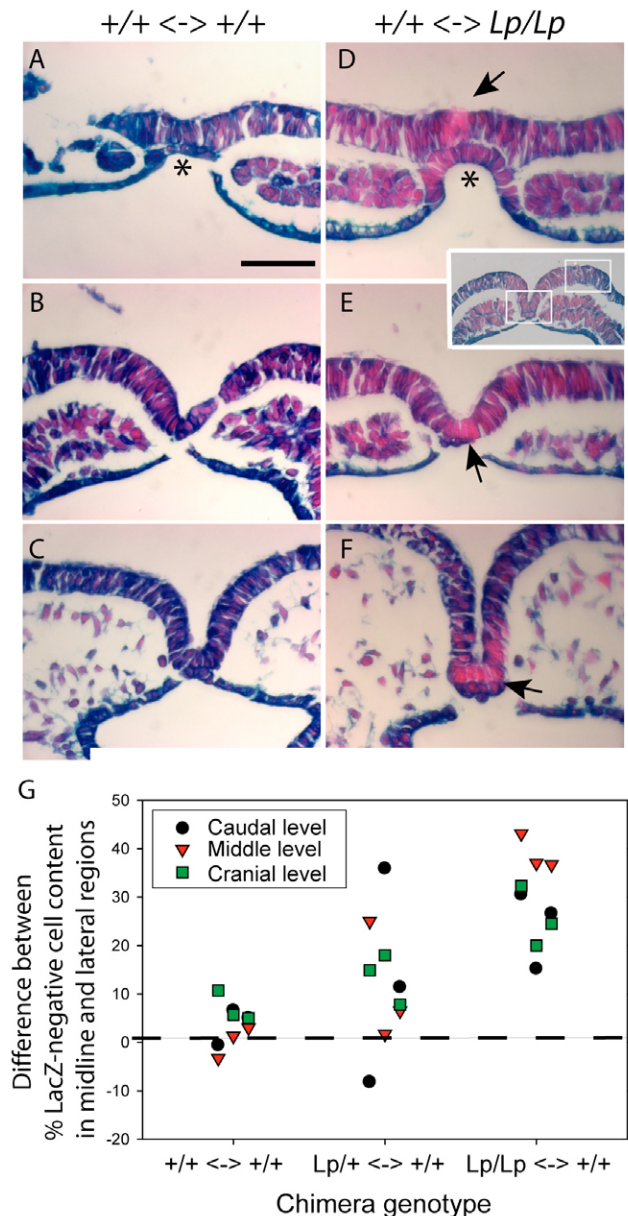 +/+ <-> +/+
+/+ <-> Lp/Lp
A
D
*
*
B
E
C
F
G
Difference between
% LacZ-negative cell content
in midline and lateral regions
50
40
30
20
10
0
-10
-20
Caudal level
Middle level
Cranial level
+/+ <-> +/+
Lp/+ <-> +/+
Lp/Lp <-> +/+
Chimera genotype